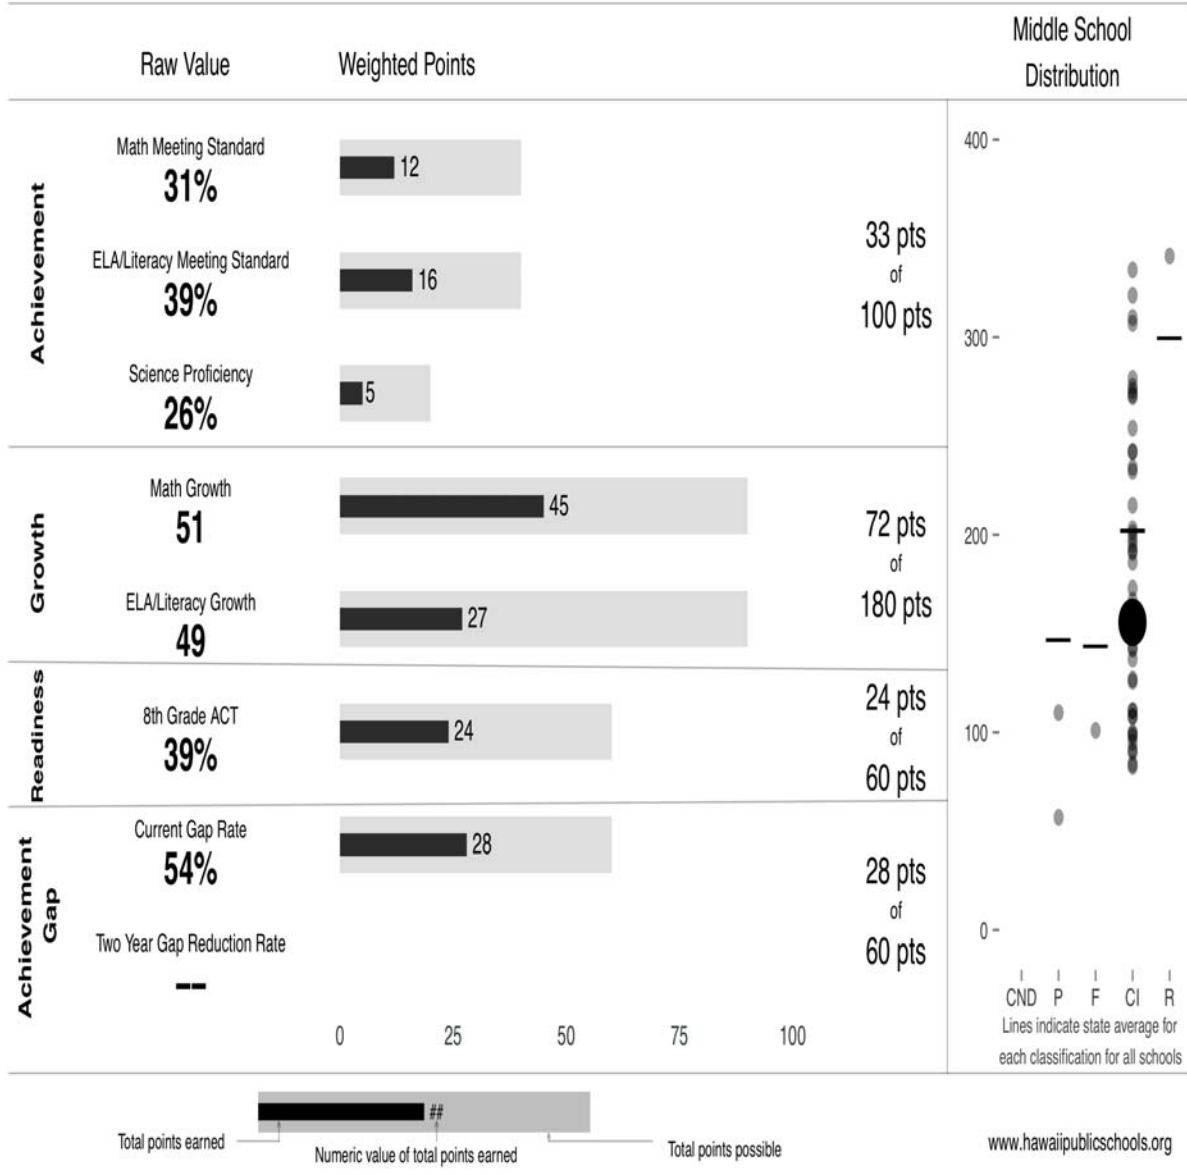 Raw Value
Weighted Points
Middle School
Distribution
Achievement
Math Meeting Standard
31%
12
ELA/Literacy Meeting Standard
39%
16
Science Proficiency
26%
5
33 pts
of
100 pts
Growth
Math Growth
51
45
ELA/Literacy Growth
49
27
72 pts
of
180 pts
Readiness
8th Grade ACT
39%
24
24 pts
of
60 pts
Achievement
Gap
Current Gap Rate
54%
28
Two Year Gap Reduction Rate
--
28 pts
of
60 pts
0 25 50 75 100
400
300
200
100
0
CND P F CI R
Lines indicate state average for
each classification for all schools
##
Total points earned
Numeric value of total points earned
Total points possible
www.hawaiipublicschools.org